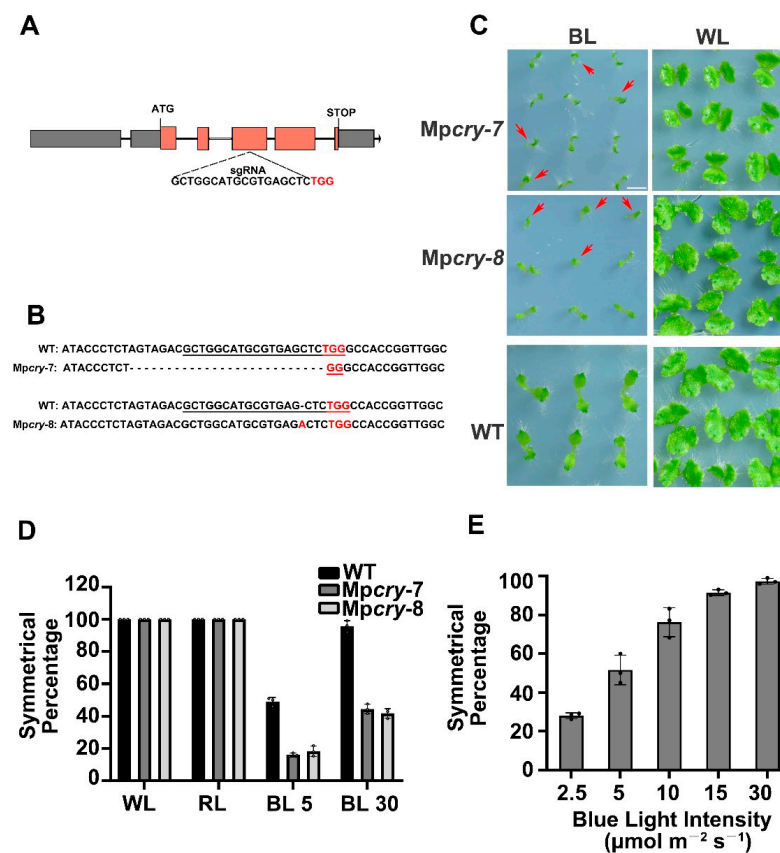 A
ATG
STOP
sgRNA
GCTGGCATGCGTGAGCTCTGG
B
WT: ATACCCTCTAGTAGACGCTGGCATGCGTGAGCTCTGGGCCACCGGTTGGC
Mpcry-7: ATACCCTCT- - - - - - - - - - - - - - - - - - - - - - - - - - -GGGCCACCGGTTGGC
WT: ATACCCTCTAGTAGACGCTGGCATGCGTGAG-CTCTGGGCCACCGGTTGGC
Mpcry-8: ATACCCTCTAGTAGACGCTGGCATGCGTGAGACTCTGGCCACCGGTTGGC
C
BL
WL
Mpcry-7
Mpcry-8
WT
D
WT
Mpcry-7
Mpcry-8
Symmetrical
Percentage
120
100
80
60
40
20
0
WL
RL
BL 5
BL 30
E
Symmetrical
Percentage
100
80
60
40
20
0
2.5
5
10
15
30
Blue Light Intensity
(μmol m⁻² s⁻¹)